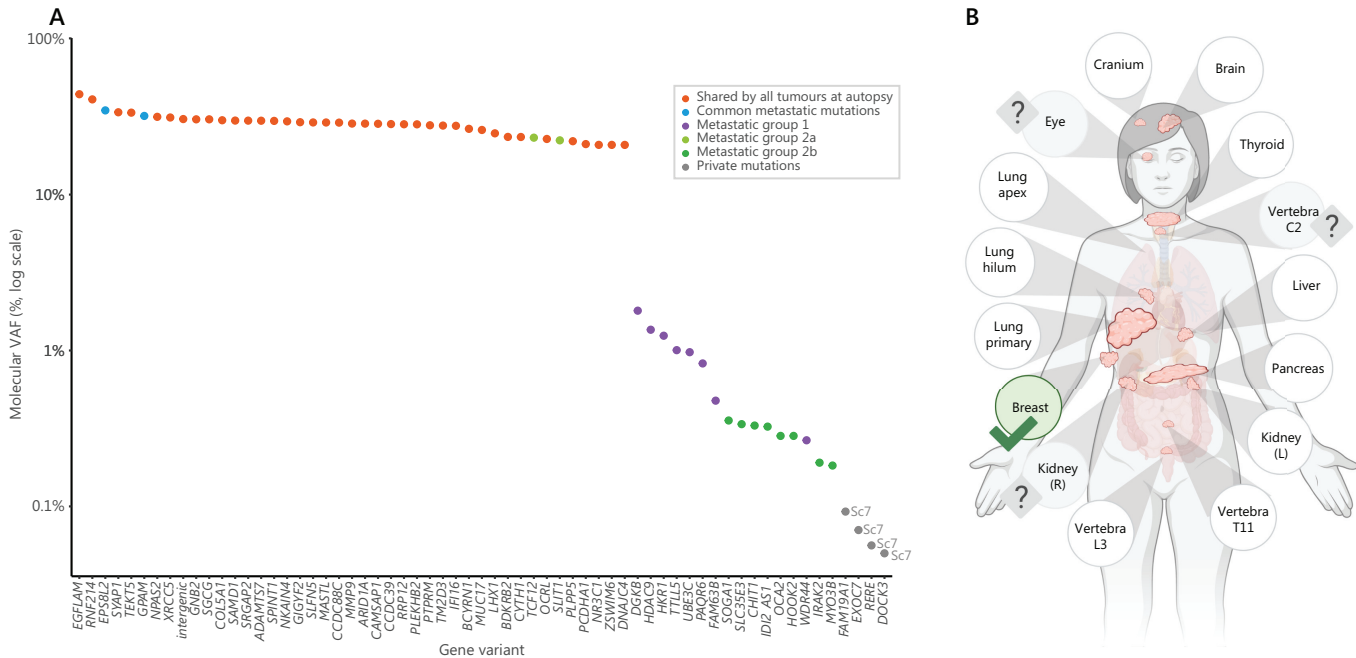 A
100%
10%
1%
0.1%
Molecular VAF (%, log scale)
Shared by all tumours at autopsy
Common metastatic mutations
Metastatic group 1
Metastatic group 2a
Metastatic group 2b
Private mutations
Sc7
Sc7
Sc7
Sc7
EGFLAM
RNF214
EPS8L2
SYAP1
TEKT5
GPAM
NPAS2
XRCC5
intergenic
GNB2
SGCG
COL5A1
SAMD1
SRGAP2
ADAMTS7
SPINT1
NKAIN4
GIGYF2
SLFN5
MASTL
CCDC88C
MMP9
ARID1A
CAMSAP1
CCDC39
RRP12
PLEKHB2
PTPRM
TM2D3
IFI16
BCYRN1
MUC17
LHX1
BDKRB2
CYTH1
TCF12
OCRL
SLIT1
PLPP5
PCDHA1
NR3C1
ZSWIM6
DNAJC4
DGKB
HDAC9
HKR1
TTLL5
UBE3C
PAQR6
FAM63B
SOGA1
SLC35E3
CHIT1
IDI2_AS1
OCA2
HOOK2
WDR44
IRAK2
MYO3B
FAM19A1
EXOC7
RERE
DOCK3
Gene variant
B
Cranium
Brain
?
Eye
Thyroid
Lung
apex
Vertebra
C2
?
Lung
hilum
Liver
Lung
primary
Pancreas
Breast
Kidney
(L)
Kidney
(R)
?
Vertebra
L3
Vertebra
T11